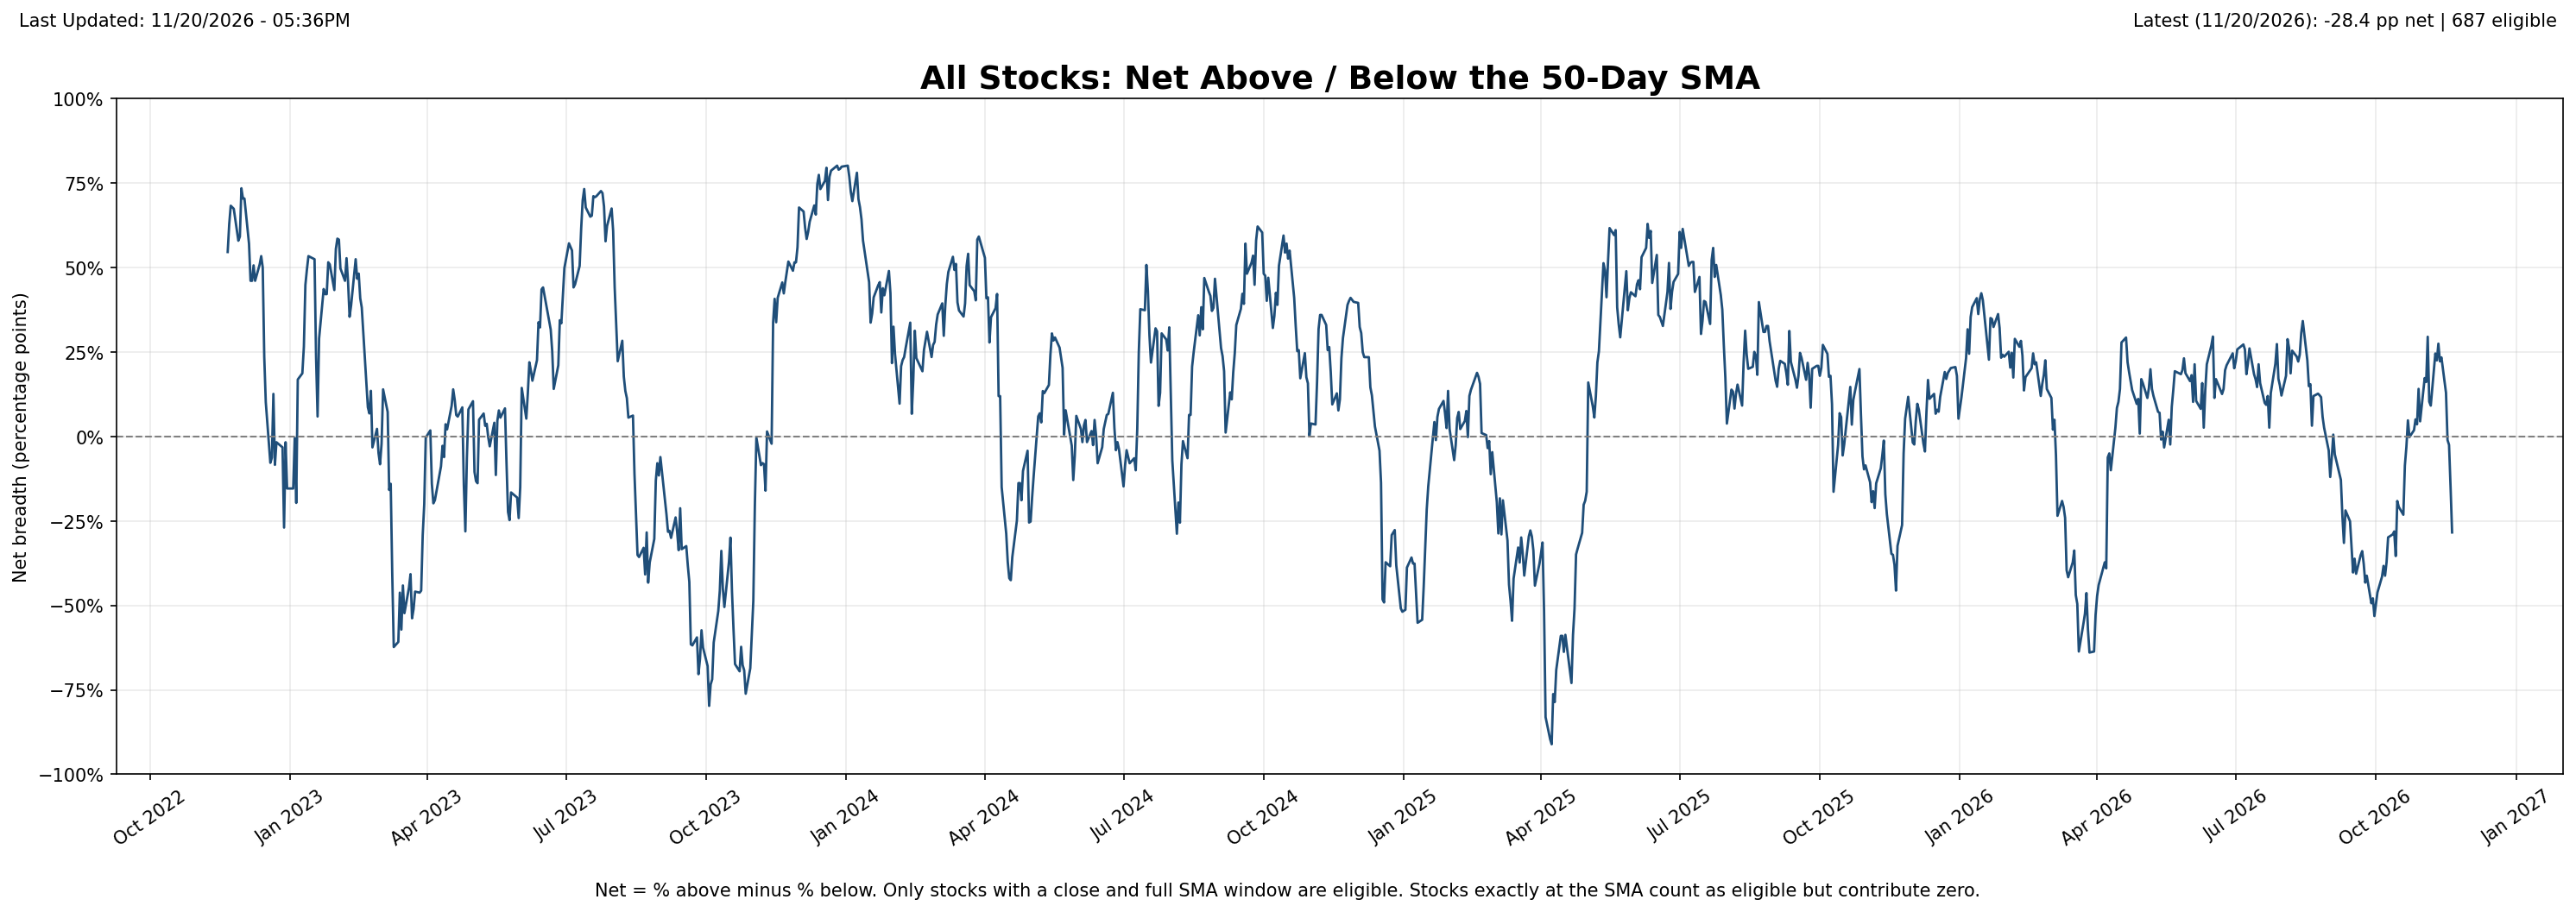 Last Updated: 11/20/2026 - 05:36PM
Latest (11/20/2026): -28.4 pp net | 687 eligible
All Stocks: Net Above / Below the 50-Day SMA
Net breadth (percentage points)
100%
75%
50%
25%
0%
−25%
−50%
−75%
−100%
Oct 2022
Jan 2023
Apr 2023
Jul 2023
Oct 2023
Jan 2024
Apr 2024
Jul 2024
Oct 2024
Jan 2025
Apr 2025
Jul 2025
Oct 2025
Jan 2026
Apr 2026
Jul 2026
Oct 2026
Jan 2027
Net = % above minus % below. Only stocks with a close and full SMA window are eligible. Stocks exactly at the SMA count as eligible but contribute zero.